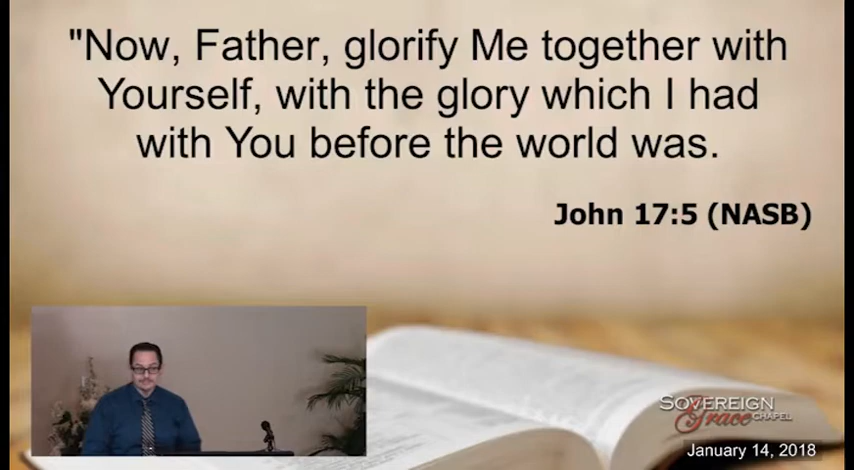 "Now, Father, glorify Me together with
Yourself, with the glory which I had
with You before the world was.
John 17:5 (NASB)
SOVEREIGN
Grace CHAPEL
January 14, 2018